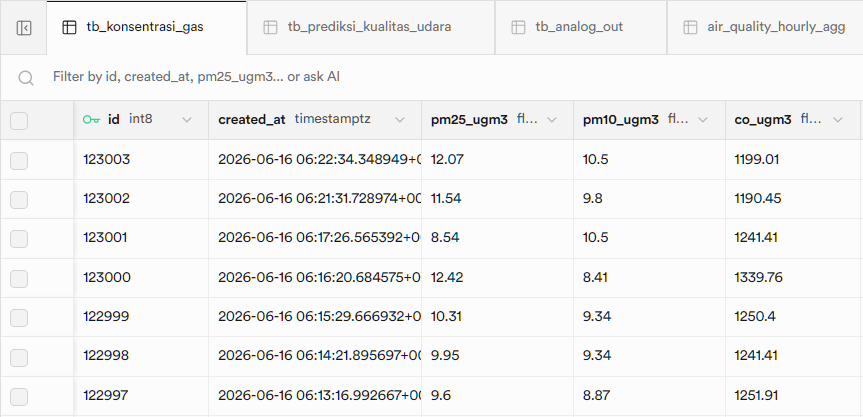 tb_konsentrasi_gas tb_prediksi_kualitas_udara tb_analog_out air_quality_hourly_agg
Filter by id, created_at, pm25_ugm3... or ask AI
id int8 created_at timestamptz pm25_ugm3 fl... pm10_ugm3 fl... co_ugm3 fl...
123003 2026-06-16 06:22:34.348949+0 12.07 10.5 1199.01
123002 2026-06-16 06:21:31.728974+00 11.54 9.8 1190.45
123001 2026-06-16 06:17:26.565392+0 8.54 10.5 1241.41
123000 2026-06-16 06:16:20.684575+0 12.42 8.41 1339.76
122999 2026-06-16 06:15:29.666932+0 10.31 9.34 1250.4
122998 2026-06-16 06:14:21.895697+00 9.95 9.34 1241.41
122997 2026-06-16 06:13:16.992667+00 9.6 8.87 1251.91